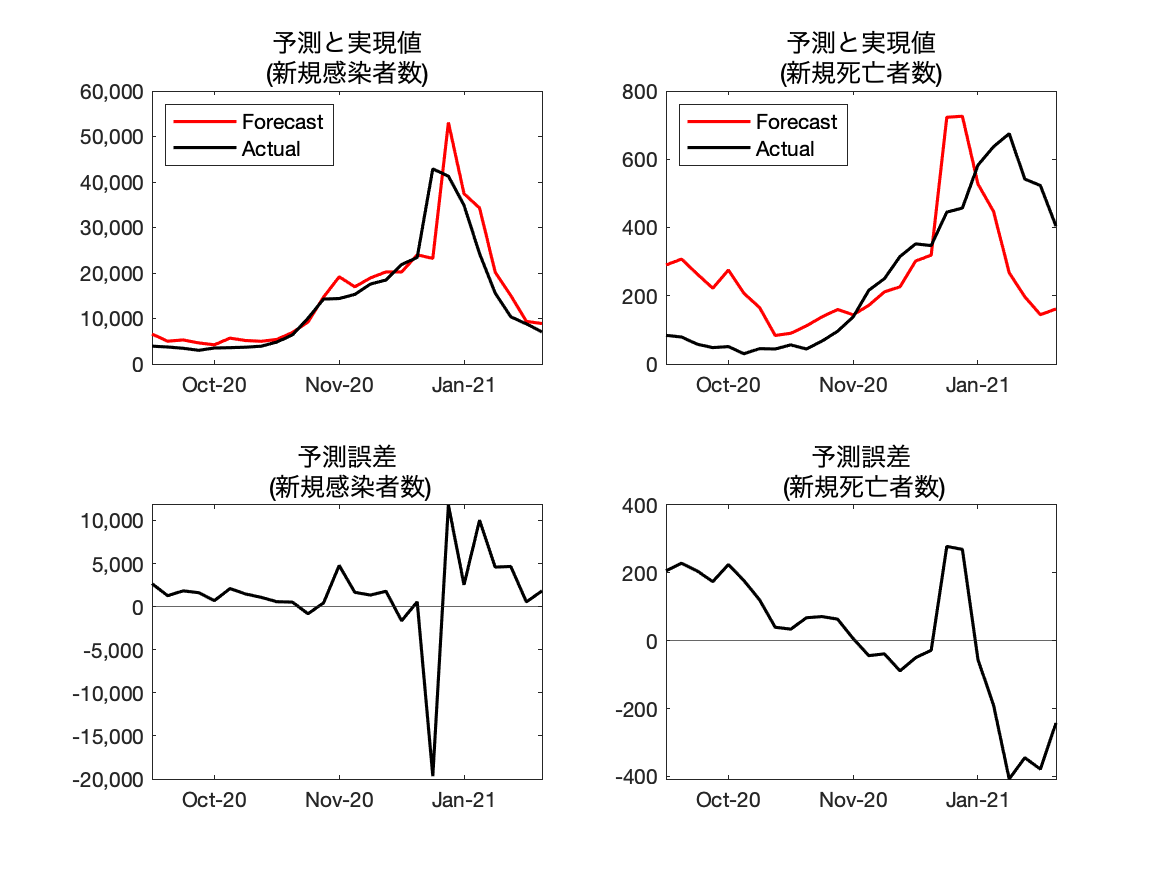 予測と実現値
(新規感染者数)
60,000
50,000
40,000
30,000
20,000
10,000
0
Forecast
Actual
Oct-20
Nov-20
Jan-21
予測と実現値
(新規死亡者数)
800
600
400
200
0
Forecast
Actual
Oct-20
Nov-20
Jan-21
予測誤差
(新規感染者数)
10,000
5,000
0
-5,000
-10,000
-15,000
-20,000
Oct-20
Nov-20
Jan-21
予測誤差
(新規死亡者数)
400
200
0
-200
-400
Oct-20
Nov-20
Jan-21